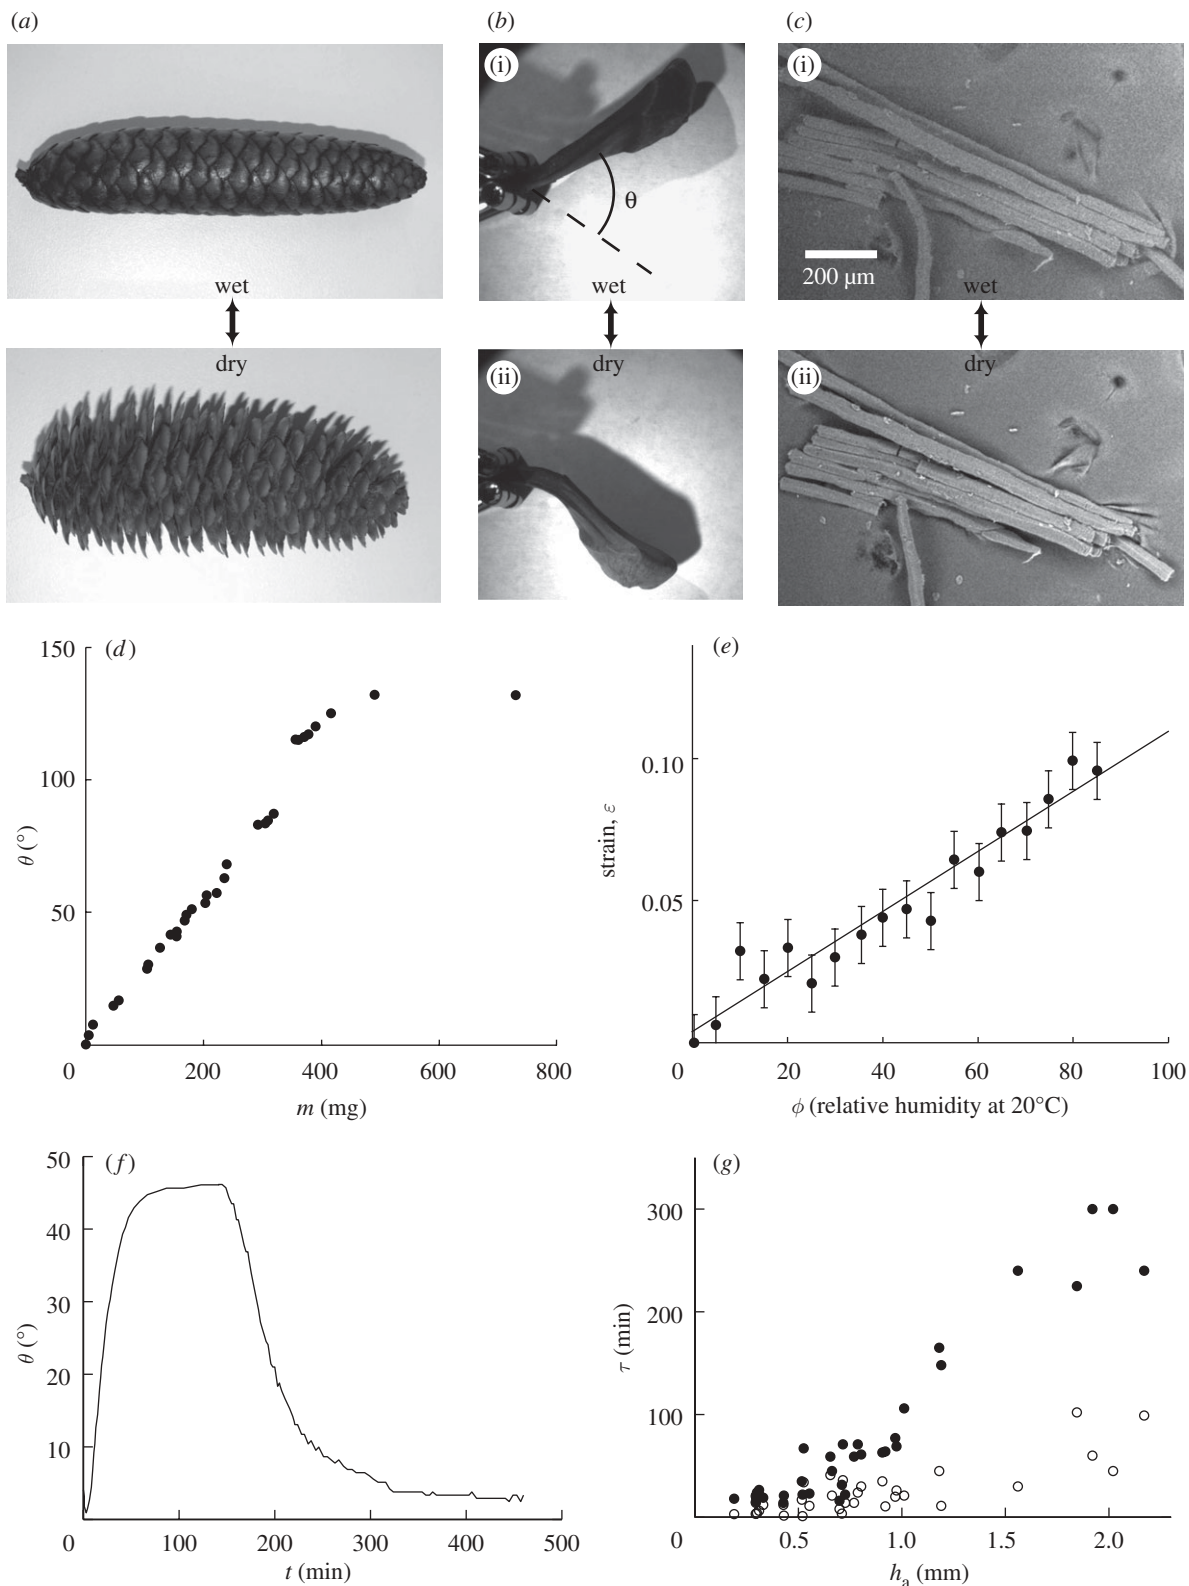 (a) (b) (c)
(i) (i)
θ
200 µm
wet wet wet
dry dry dry
(ii) (ii)
(d) (e)
150
100
50
0 200 400 600 800
θ (°)
m (mg)
0.10
0.05
0 20 40 60 80 100
strain, ε
ϕ (relative humidity at 20°C)
(f) (g)
50
40
30
20
10
0 100 200 300 400 500
θ (°)
t (min)
300
200
100
0 0.5 1.0 1.5 2.0
τ (min)
hₐ (mm)